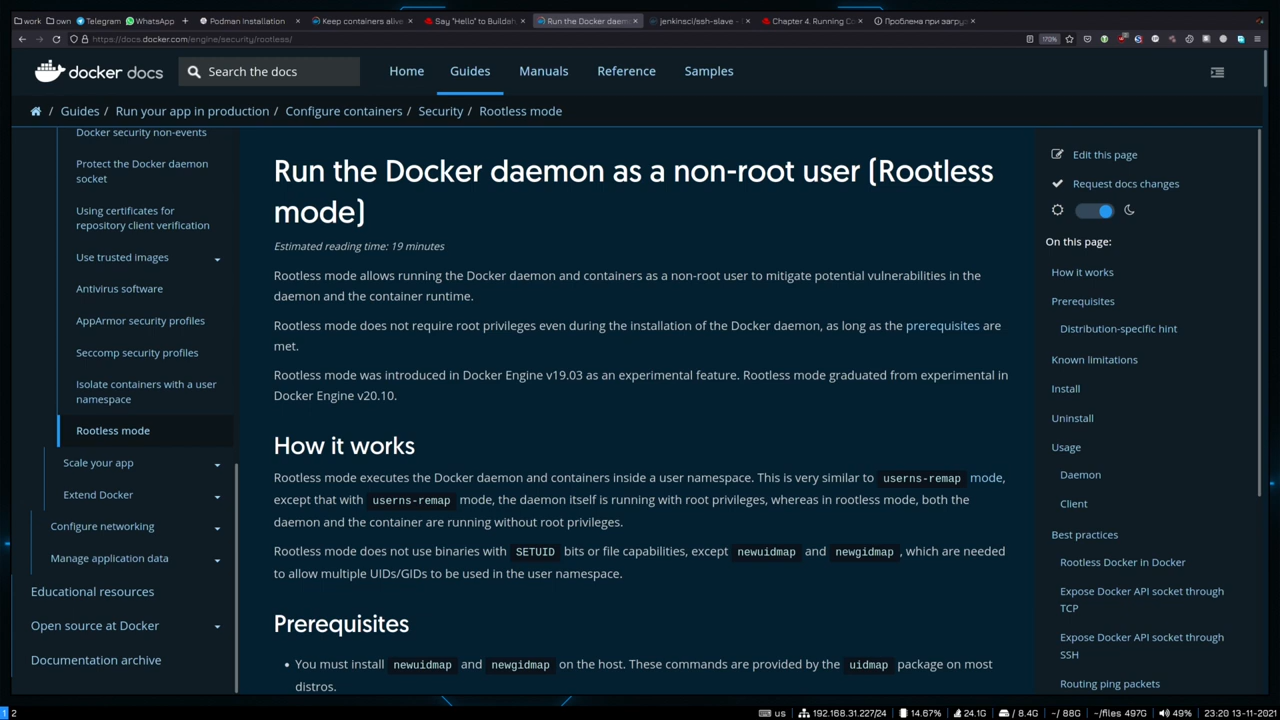 work
own
Telegram
WhatsApp
Podman Installation
Keep containers alive
Say "Hello" to Buildah
Run the Docker daem
jenkinsci/ssh-slave -
Chapter 4. Running Co
Проблема при загруз
https://docs.docker.com/engine/security/rootless/
170%
docker docs
Search the docs
Home
Guides
Manuals
Reference
Samples
/ Guides / Run your app in production / Configure containers / Security / Rootless mode
Docker security non-events
Protect the Docker daemon
socket
Using certificates for
repository client verification
Use trusted images
Antivirus software
AppArmor security profiles
Seccomp security profiles
Isolate containers with a user
namespace
Rootless mode
Scale your app
Extend Docker
Configure networking
Manage application data
Educational resources
Open source at Docker
Documentation archive
Run the Docker daemon as a non-root user (Rootless
mode)
Estimated reading time: 19 minutes
Rootless mode allows running the Docker daemon and containers as a non-root user to mitigate potential vulnerabilities in the
daemon and the container runtime.
Rootless mode does not require root privileges even during the installation of the Docker daemon, as long as the prerequisites are
met.
Rootless mode was introduced in Docker Engine v19.03 as an experimental feature. Rootless mode graduated from experimental in
Docker Engine v20.10.
How it works
Rootless mode executes the Docker daemon and containers inside a user namespace. This is very similar to userns-remap mode,
except that with userns-remap mode, the daemon itself is running with root privileges, whereas in rootless mode, both the
daemon and the container are running without root privileges.
Rootless mode does not use binaries with SETUID bits or file capabilities, except newuidmap and newgidmap, which are needed
to allow multiple UIDs/GIDs to be used in the user namespace.
Prerequisites
• You must install newuidmap and newgidmap on the host. These commands are provided by the uidmap package on most
distros.
Edit this page
Request docs changes
On this page:
How it works
Prerequisites
Distribution-specific hint
Known limitations
Install
Uninstall
Usage
Daemon
Client
Best practices
Rootless Docker in Docker
Expose Docker API socket through
TCP
Expose Docker API socket through
SSH
Routing ping packets
1 2
us
192.168.31.227/24
14.67%
24.1G
/ 8.4G
~/ 88G
~/files 497G
49%
23:20 13-11-2021